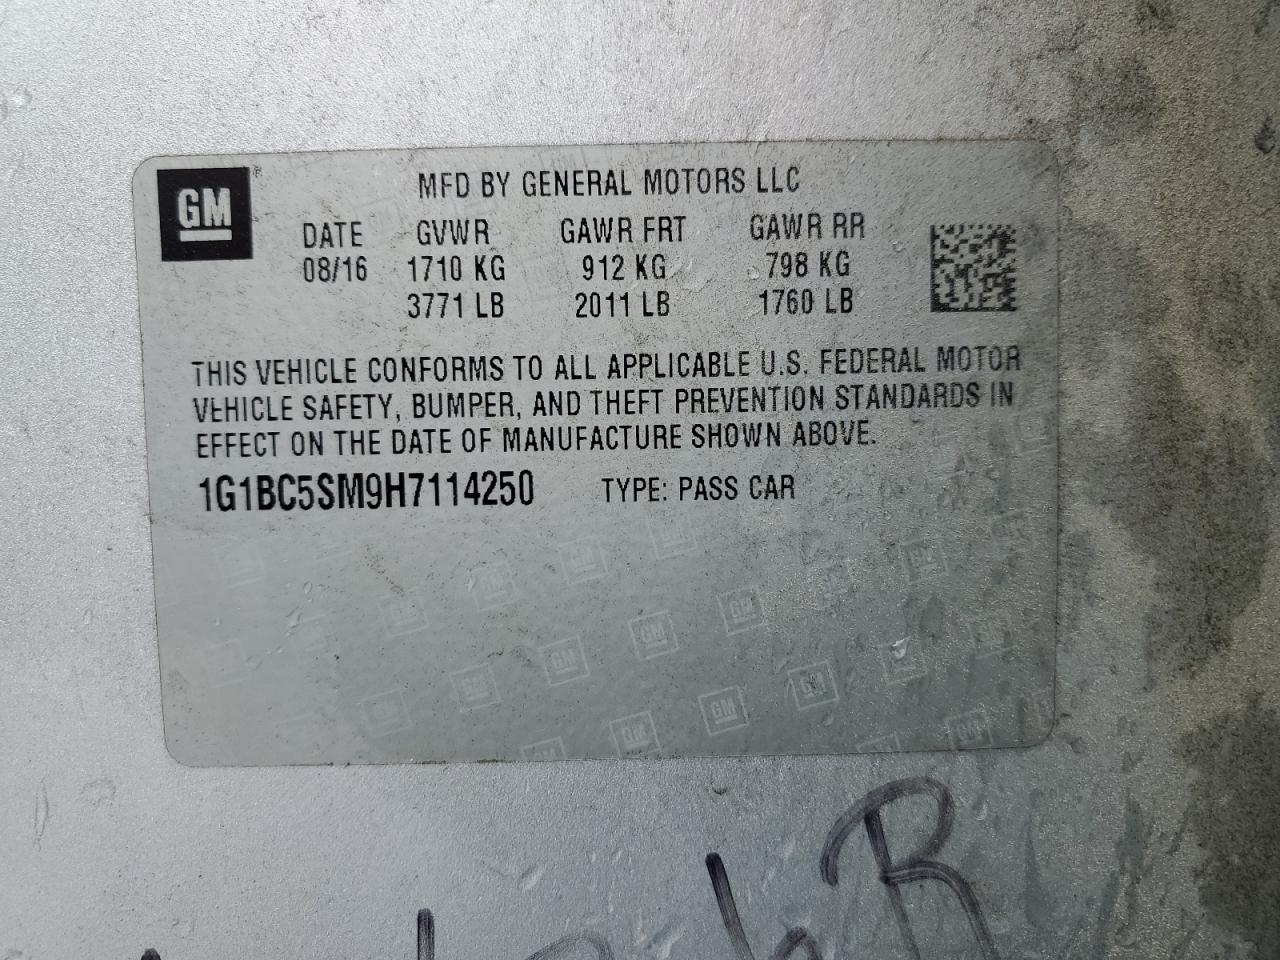 GM
MFD BY GENERAL MOTORS LLC
DATE GVWR GAWR FRT GAWR RR
08/16 1710 KG 912 KG 798 KG
3771 LB 2011 LB 1760 LB
THIS VEHICLE CONFORMS TO ALL APPLICABLE U.S. FEDERAL MOTOR
VEHICLE SAFETY, BUMPER, AND THEFT PREVENTION STANDARDS IN
EFFECT ON THE DATE OF MANUFACTURE SHOWN ABOVE.
1G1BC5SM9H7114250 TYPE: PASS CAR